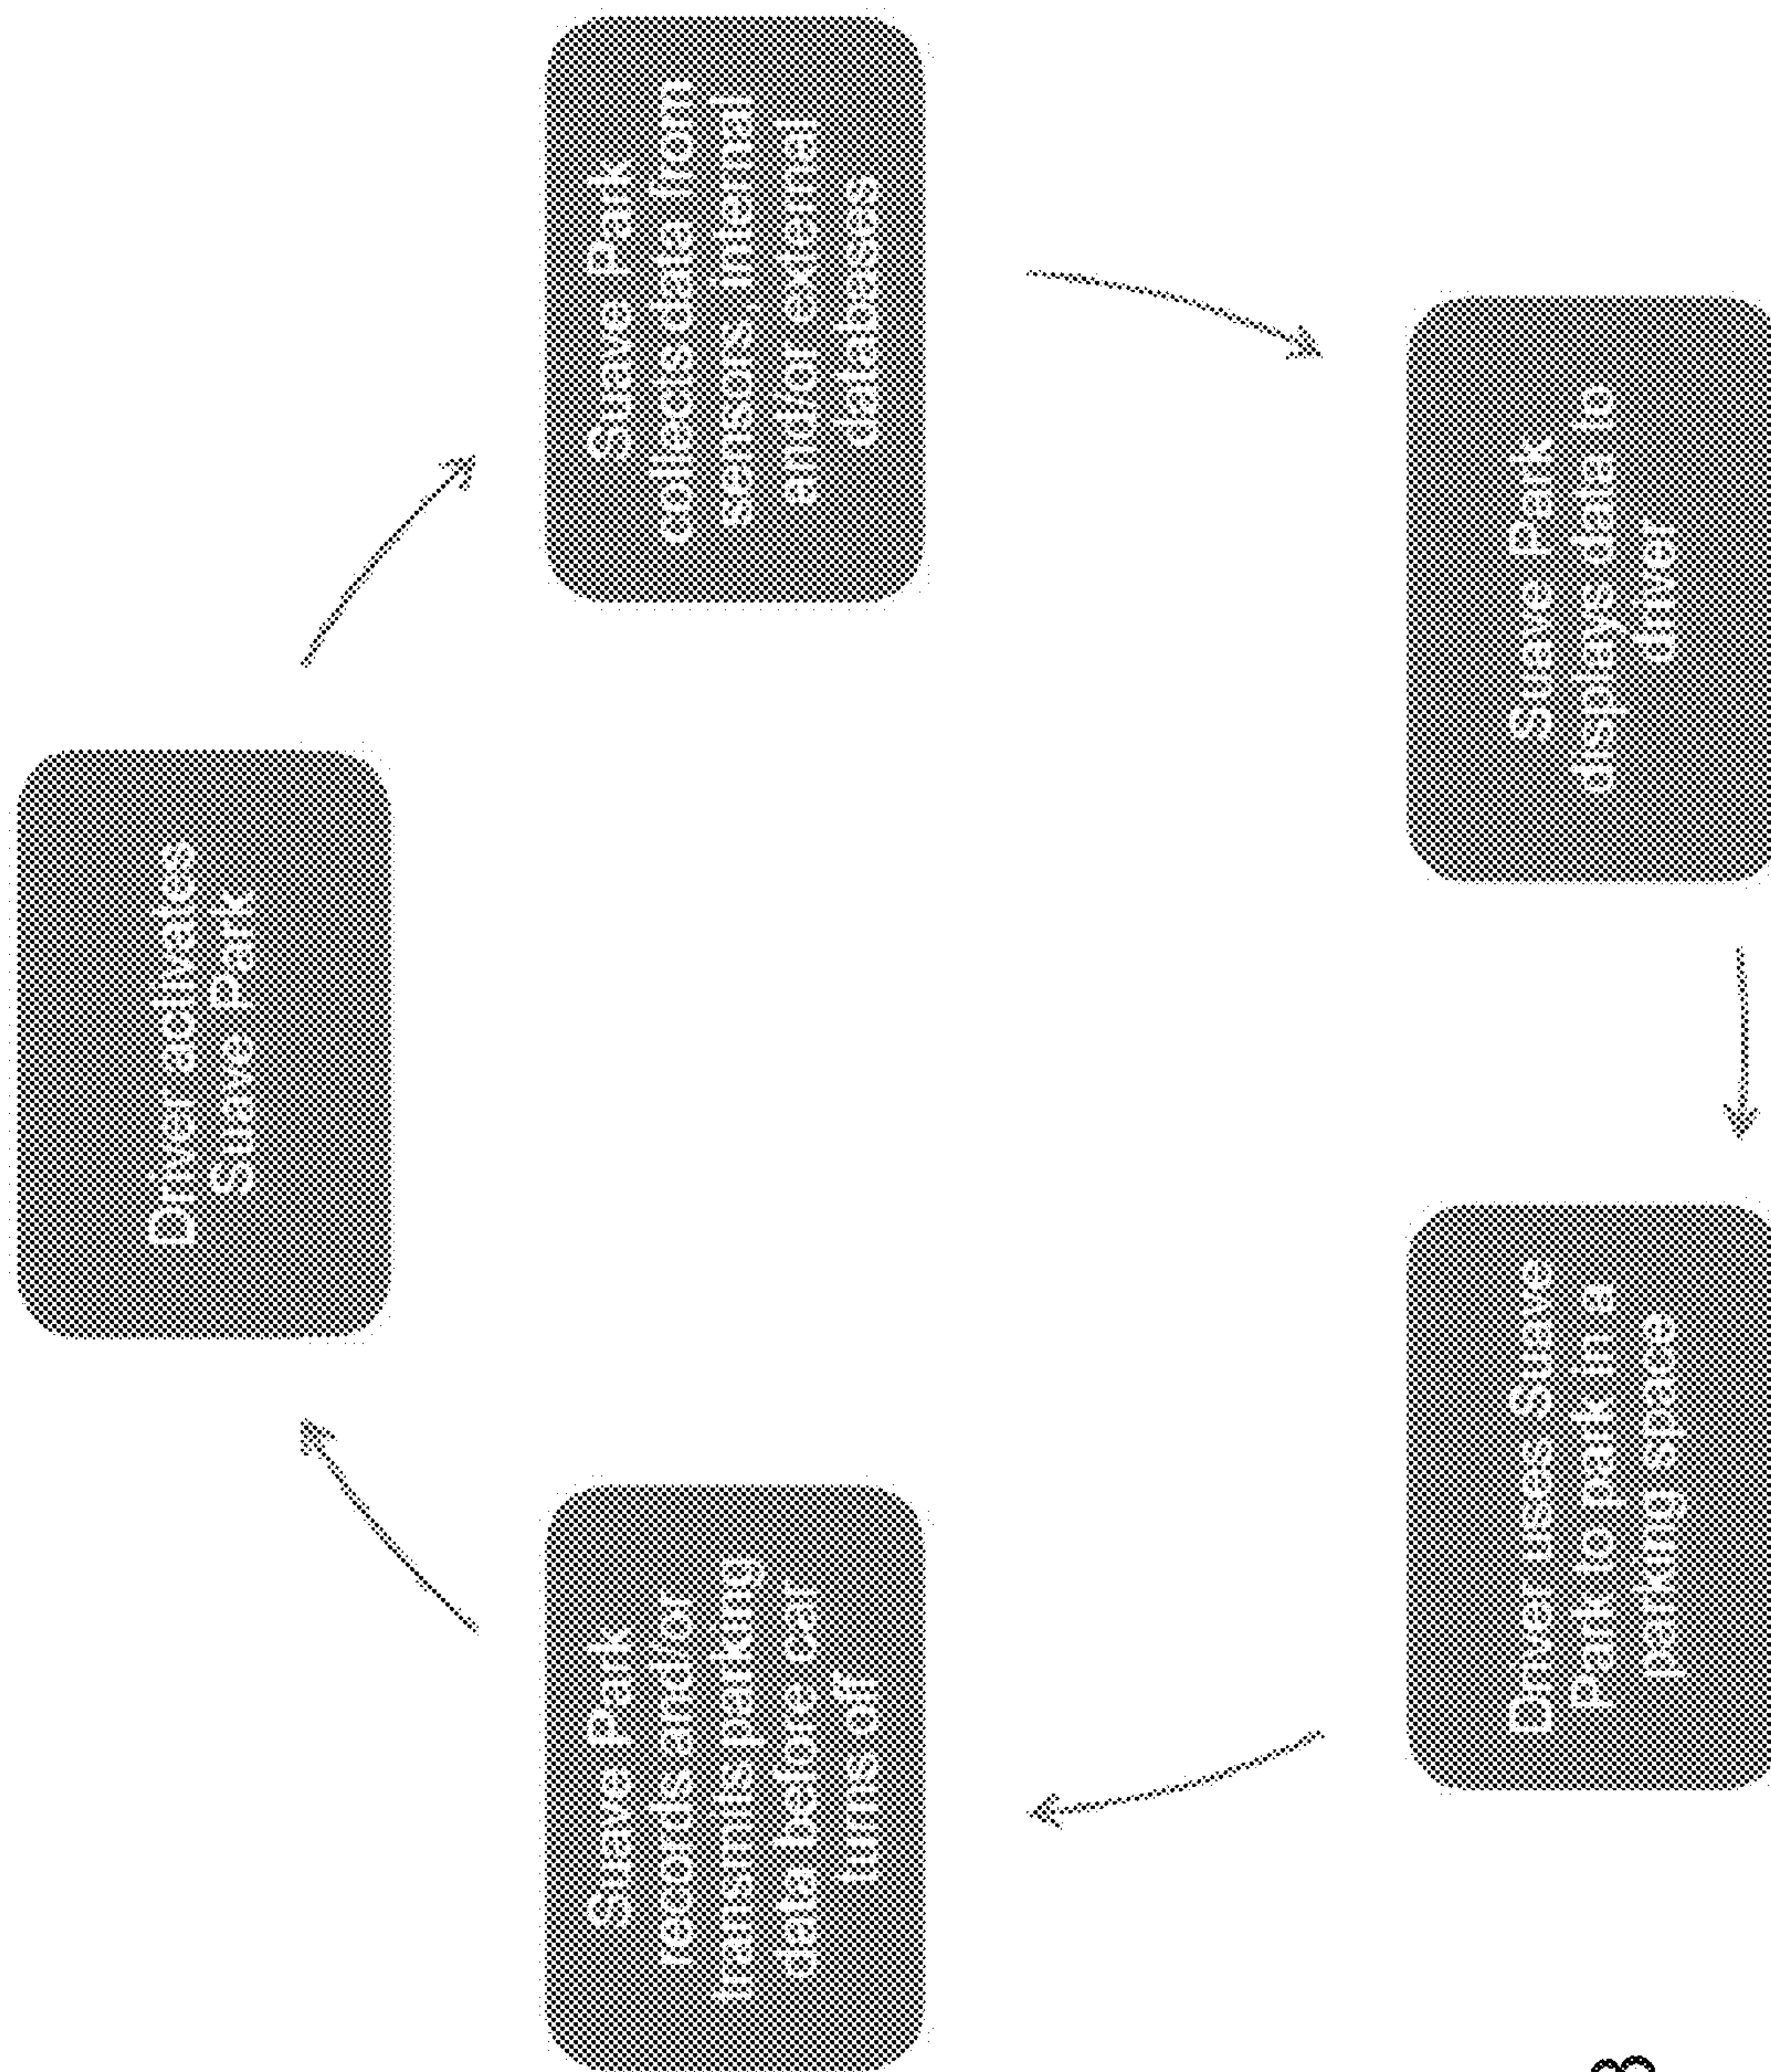 Driver activates
Suave Park
Suave Park
collects data from
sensors, internal
and/or external
databases
Suave Park
displays data to
driver
Driver uses Suave
Park to park in a
parking space
Suave Park
records and/or
transmits parking
data before car
turns off